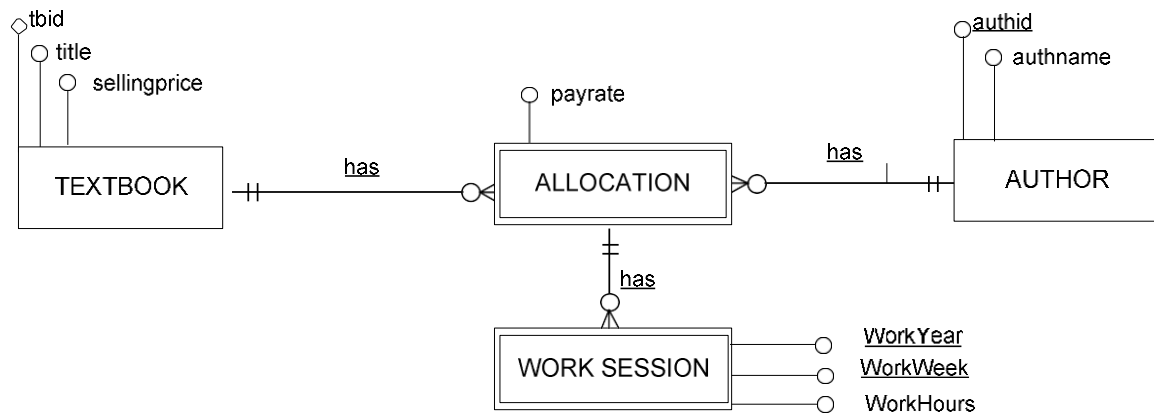 tbid
title
sellingprice
authid
authname
payrate
TEXTBOOK
has
ALLOCATION
has
AUTHOR
has
WORK SESSION
WorkYear
WorkWeek
WorkHours